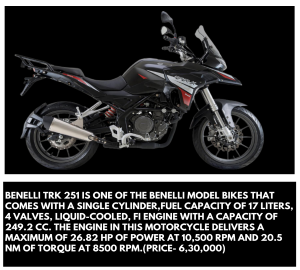 BENELLI TRK 251 IS ONE OF THE BENELLI MODEL BIKES THAT
COMES WITH A SINGLE CYLINDER,FUEL CAPACITY OF 17 LITERS,
4 VALVES, LIQUID-COOLED, FI ENGINE WITH A CAPACITY OF
249.2 CC. THE ENGINE IN THIS MOTORCYCLE DELIVERS A
MAXIMUM OF 26.82 HP OF POWER AT 10,500 RPM AND 20.5
NM OF TORQUE AT 8500 RPM.(PRICE- 6,30,000)